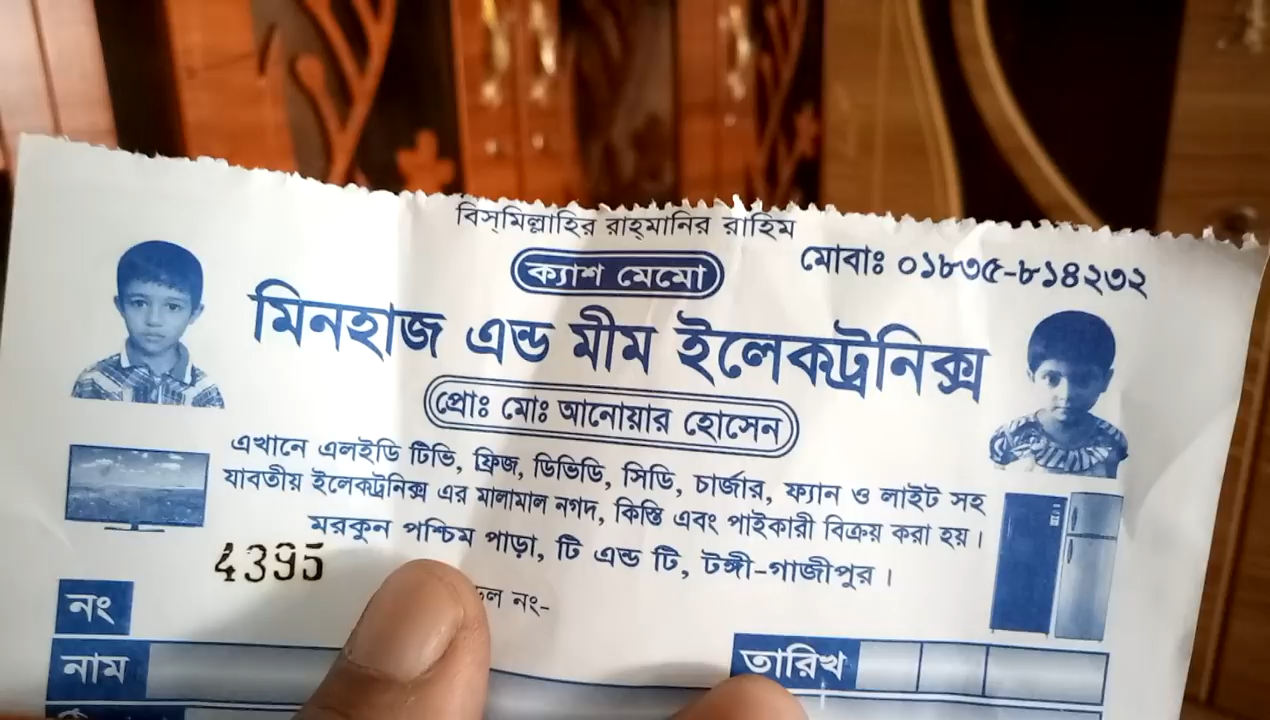 বিস্‌মিল্লাহির রাহ্‌মানির রাহিম
ক্যাশ মেমো
মোবাঃ ০১৮৩৫-৮১৪২৩২
মিনহাজ এন্ড মীম ইলেকট্রনিক্স
প্রোঃ মোঃ আনোয়ার হোসেন
এখানে এলইডি টিভি, ফ্রিজ, ডিভিডি, সিডি, চার্জার, ফ্যান ও লাইট সহ
যাবতীয় ইলেকট্রনিক্স এর মালামাল নগদ, কিস্তি এবং পাইকারী বিক্রয় করা হয়।
মরকুন পশ্চিম পাড়া, টি এন্ড টি, টঙ্গী-গাজীপুর।
4395
নং-
নং
নাম
তারিখ